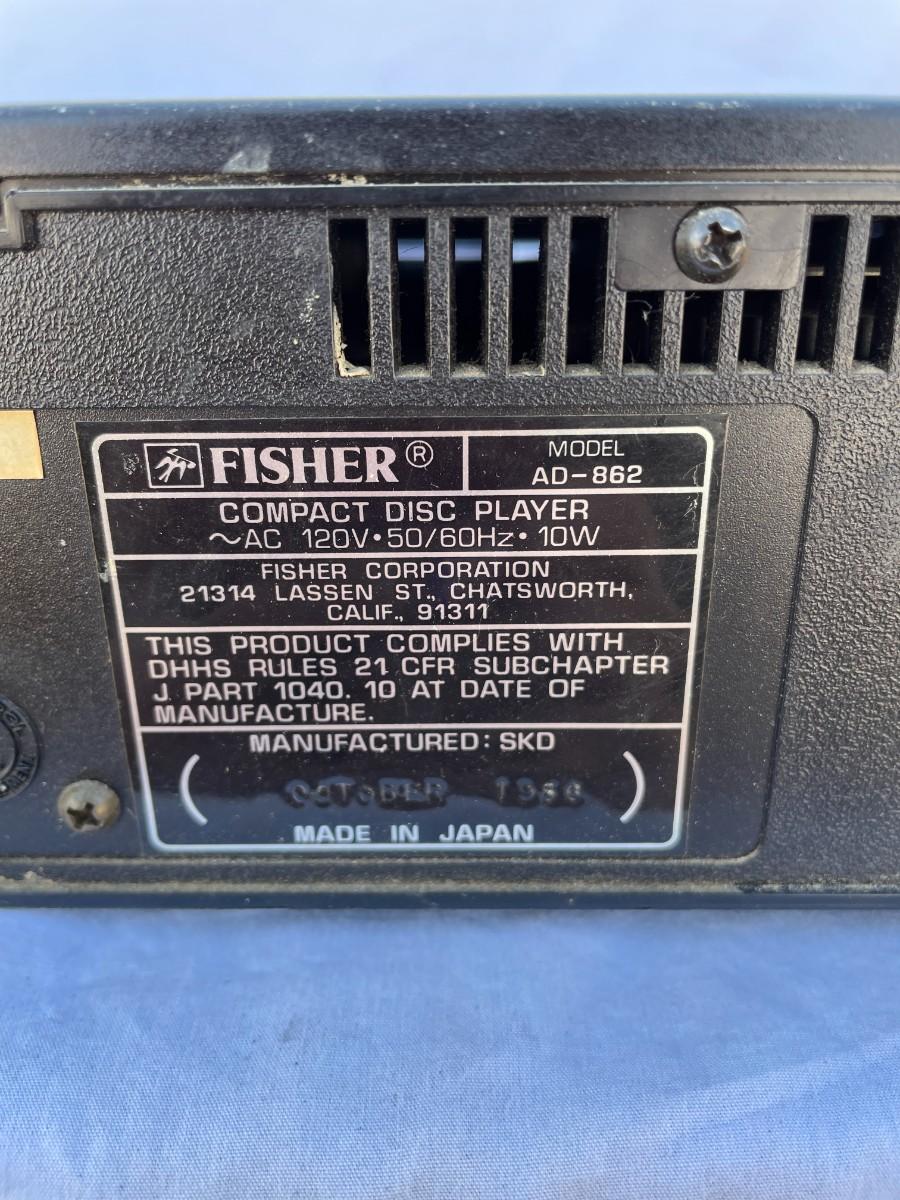 FISHER®
MODEL
AD-862
COMPACT DISC PLAYER
~AC 120V•50/60Hz•10W
FISHER CORPORATION
21314 LASSEN ST., CHATSWORTH,
CALIF., 91311
THIS PRODUCT COMPLIES WITH
DHHS RULES 21 CFR SUBCHAPTER
J PART 1040. 10 AT DATE OF
MANUFACTURE.
MANUFACTURED: SKD
( OCTOBER )
MADE IN JAPAN